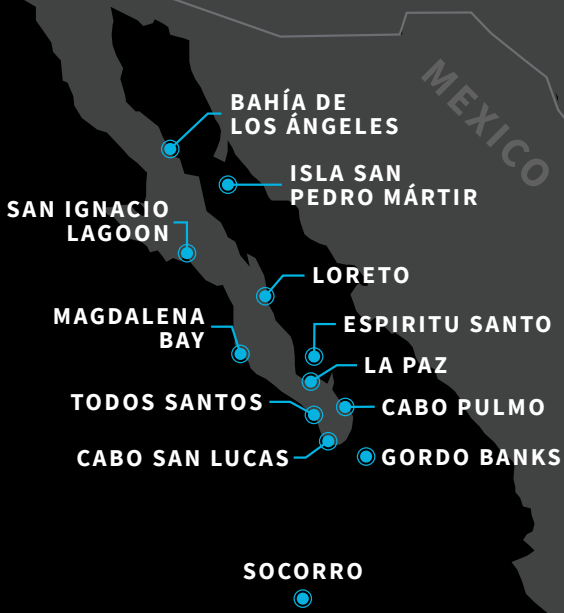 MEXICO
BAHÍA DE
LOS ÁNGELES
ISLA SAN
PEDRO MÁRTIR
SAN IGNACIO
LAGOON
LORETO
MAGDALENA
BAY
ESPIRITU SANTO
LA PAZ
TODOS SANTOS
CABO PULMO
CABO SAN LUCAS
GORDO BANKS
SOCORRO